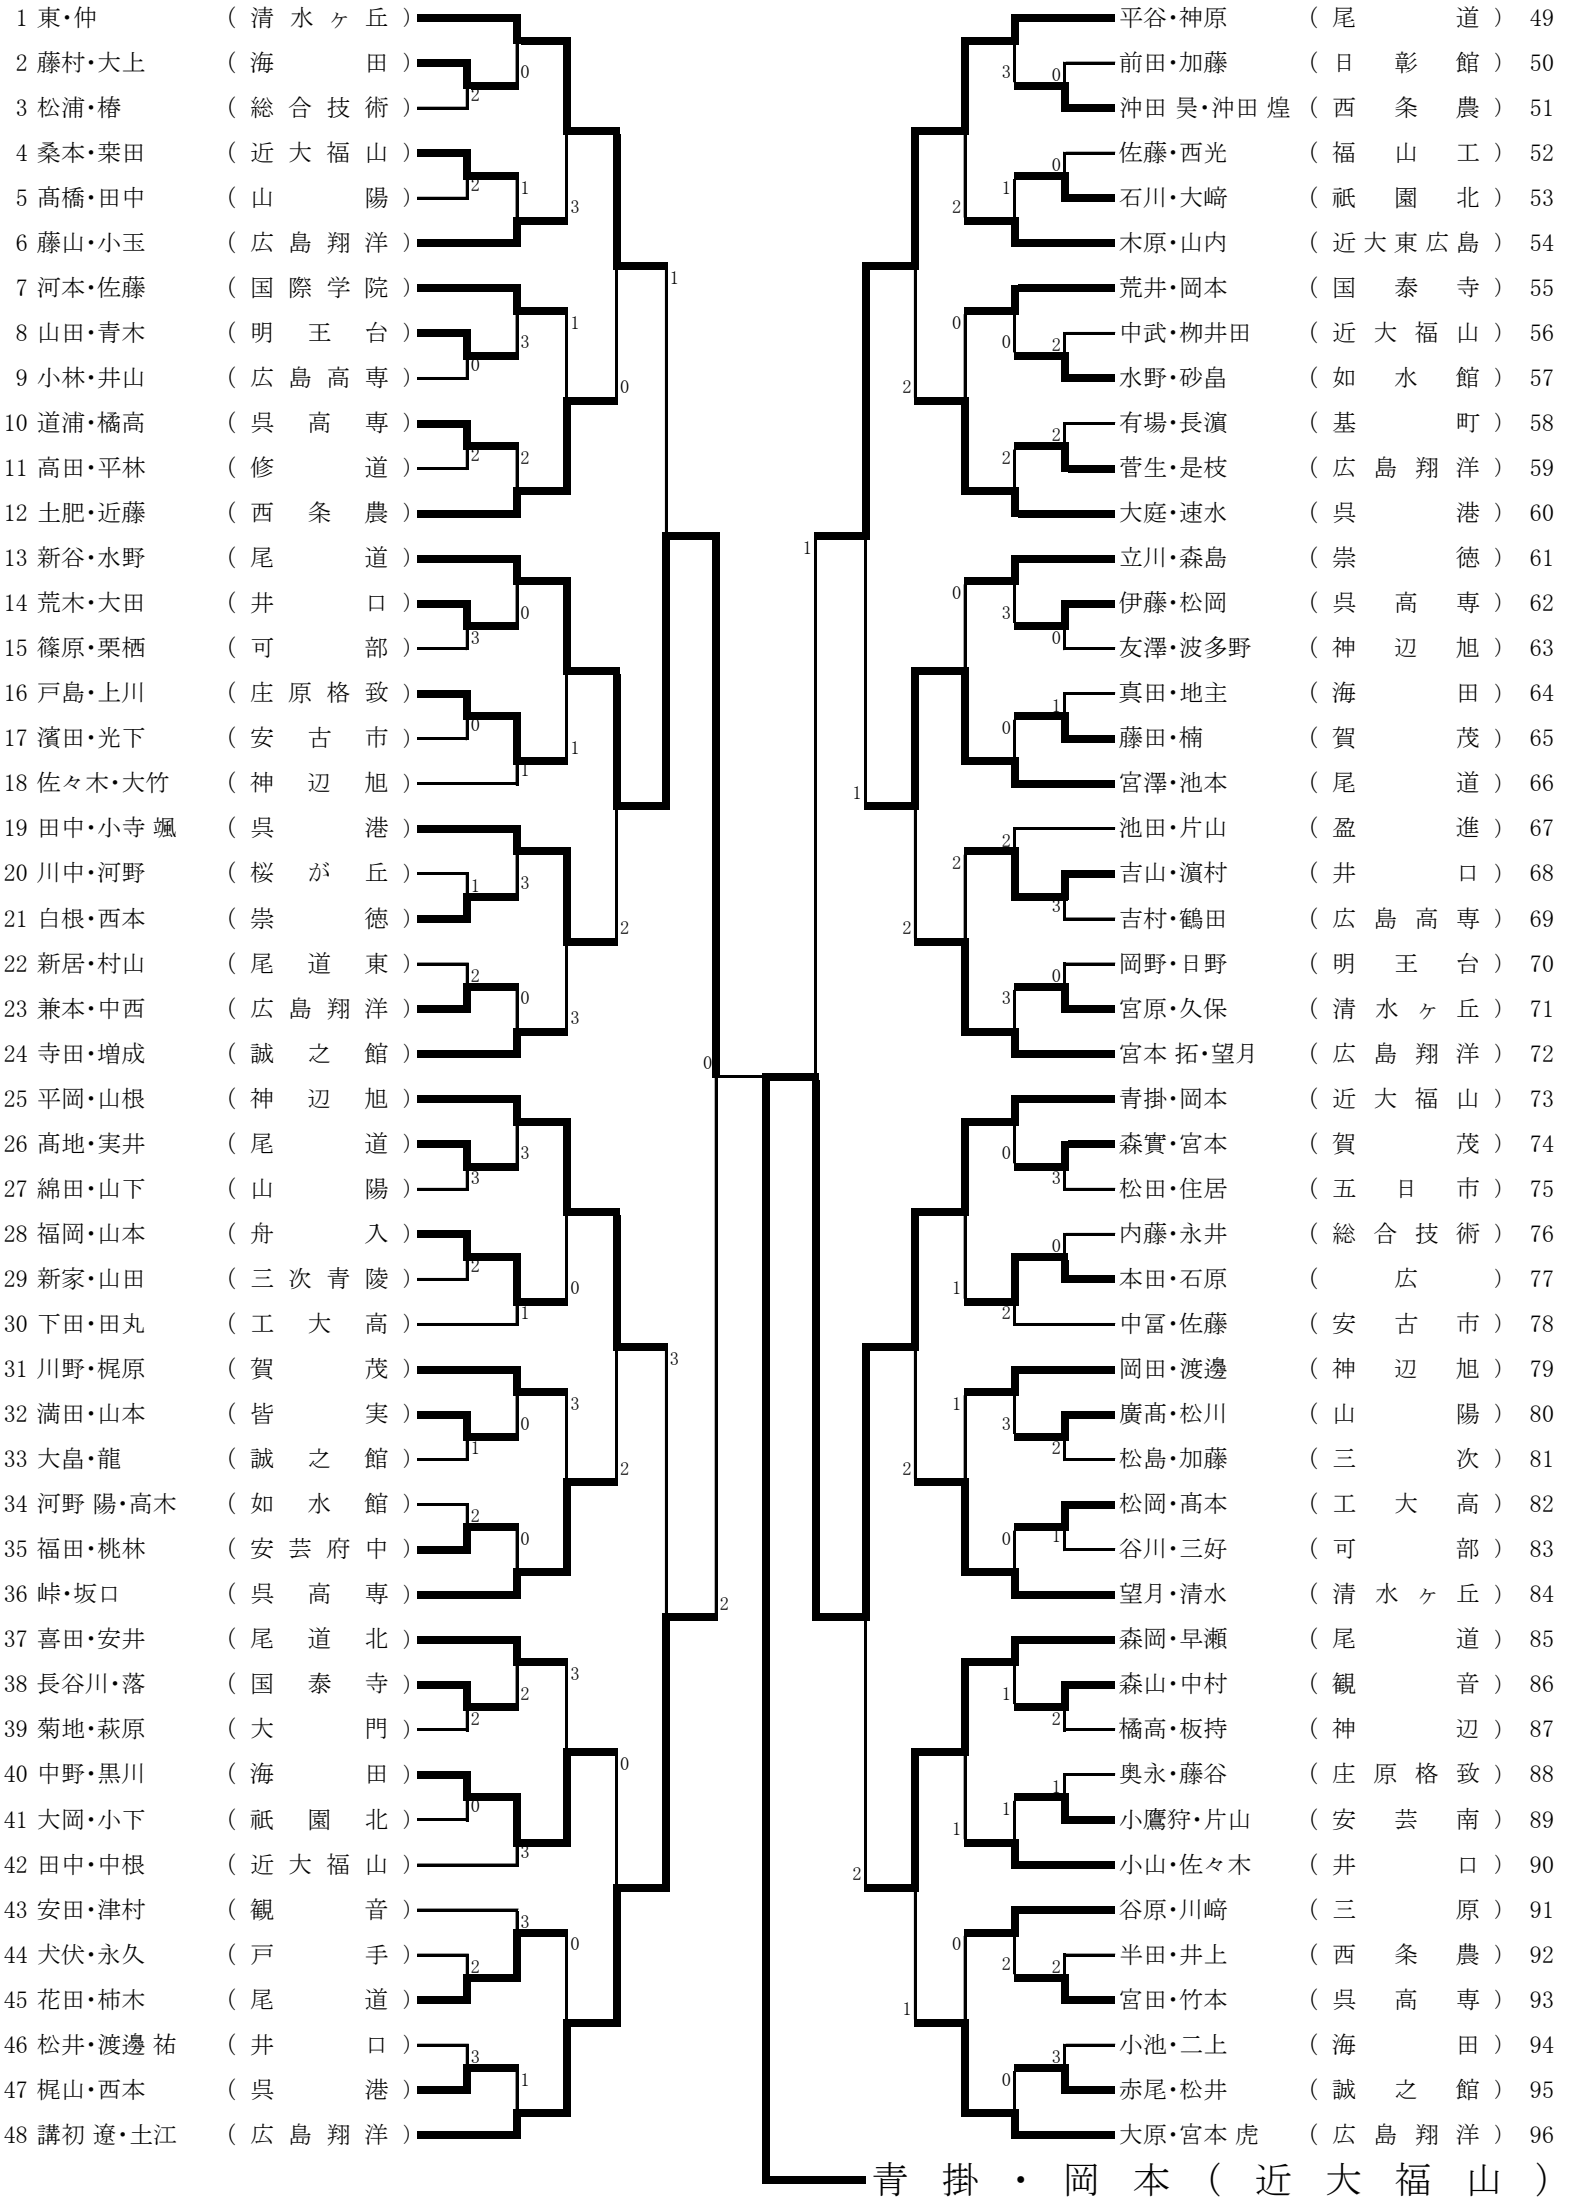 1 東・仲 (清水ヶ丘)
2 藤村・大上 (海田)
3 松浦・椿 (総合技術)
4 桑本・桒田 (近大福山)
5 髙橋・田中 (山陽)
6 藤山・小玉 (広島翔洋)
7 河本・佐藤 (国際学院)
8 山田・青木 (明王台)
9 小林・井山 (広島高専)
10 道浦・橘高 (呉高専)
11 高田・平林 (修道)
12 土肥・近藤 (西条農)
13 新谷・水野 (尾道)
14 荒木・大田 (井口)
15 篠原・栗栖 (可部)
16 戸島・上川 (庄原格致)
17 濱田・光下 (安古市)
18 佐々木・大竹 (神辺旭)
19 田中・小寺 颯 (呉港)
20 川中・河野 (桜が丘)
21 白根・西本 (崇徳)
22 新居・村山 (尾道東)
23 兼本・中西 (広島翔洋)
24 寺田・増成 (誠之館)
25 平岡・山根 (神辺旭)
26 髙地・実井 (尾道)
27 綿田・山下 (山陽)
28 福岡・山本 (舟入)
29 新家・山田 (三次青陵)
30 下田・田丸 (工大高)
31 川野・梶原 (賀茂)
32 満田・山本 (皆実)
33 大畠・龍 (誠之館)
34 河野 陽・高木 (如水館)
35 福田・桃林 (安芸府中)
36 峠・坂口 (呉高専)
37 喜田・安井 (尾道北)
38 長谷川・落 (国泰寺)
39 菊地・萩原 (大門)
40 中野・黒川 (海田)
41 大岡・小下 (祇園北)
42 田中・中根 (近大福山)
43 安田・津村 (観音)
44 犬伏・永久 (戸手)
45 花田・柿木 (尾道)
46 松井・渡邊 祐 (井口)
47 梶山・西本 (呉港)
48 講初 遼・土江 (広島翔洋)
平谷・神原 (尾道) 49
前田・加藤 (日彰館) 50
沖田 昊・沖田 煌 (西条農) 51
佐藤・西光 (福山工) 52
石川・大﨑 (祇園北) 53
木原・山内 (近大東広島) 54
荒井・岡本 (国泰寺) 55
中武・栁井田 (近大福山) 56
水野・砂畠 (如水館) 57
有場・長濵 (基町) 58
菅生・是枝 (広島翔洋) 59
大庭・速水 (呉港) 60
立川・森島 (崇徳) 61
伊藤・松岡 (呉高専) 62
友澤・波多野 (神辺旭) 63
真田・地主 (海田) 64
藤田・楠 (賀茂) 65
宮澤・池本 (尾道) 66
池田・片山 (盈進) 67
吉山・濵村 (井口) 68
吉村・鶴田 (広島高専) 69
岡野・日野 (明王台) 70
宮原・久保 (清水ヶ丘) 71
宮本 拓・望月 (広島翔洋) 72
青掛・岡本 (近大福山) 73
森實・宮本 (賀茂) 74
松田・住居 (五日市) 75
内藤・永井 (総合技術) 76
本田・石原 (広) 77
中冨・佐藤 (安古市) 78
岡田・渡邊 (神辺旭) 79
廣髙・松川 (山陽) 80
松島・加藤 (三次) 81
松岡・髙本 (工大高) 82
谷川・三好 (可部) 83
望月・清水 (清水ヶ丘) 84
森岡・早瀬 (尾道) 85
森山・中村 (観音) 86
橘高・板持 (神辺) 87
奥永・藤谷 (庄原格致) 88
小鷹狩・片山 (安芸南) 89
小山・佐々木 (井口) 90
谷原・川﨑 (三原) 91
半田・井上 (西条農) 92
宮田・竹本 (呉高専) 93
小池・二上 (海田) 94
赤尾・松井 (誠之館) 95
大原・宮本 虎 (広島翔洋) 96
青掛・岡本(近大福山)